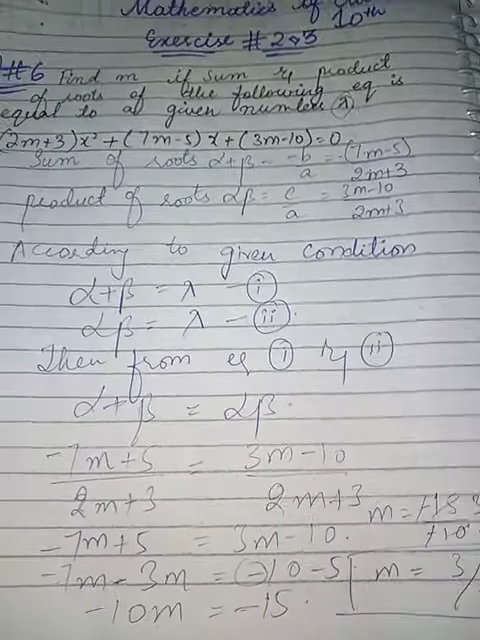 Mathematics of
10th
Exercise # 2.5
#6 Find m if sum & product
of roots of the following eq is
equal to a given number λ.
(2m+3)x² + (7m-5)x + (3m-10) = 0
Sum of roots α+β = -b/a = -(7m-5)/2m+3
product of roots αβ = c/a = 3m-10/2m+3
According to given condition
α+β = λ - (i)
αβ = λ - (ii).
Then from eq (i) & (ii)
α+β = αβ.
-7m+5/2m+3 = 3m-10/2m+3
-7m+5 = 3m-10.
-7m-3m = -10-5
-10m = -15.
m = +15 3/+10
m = 3/